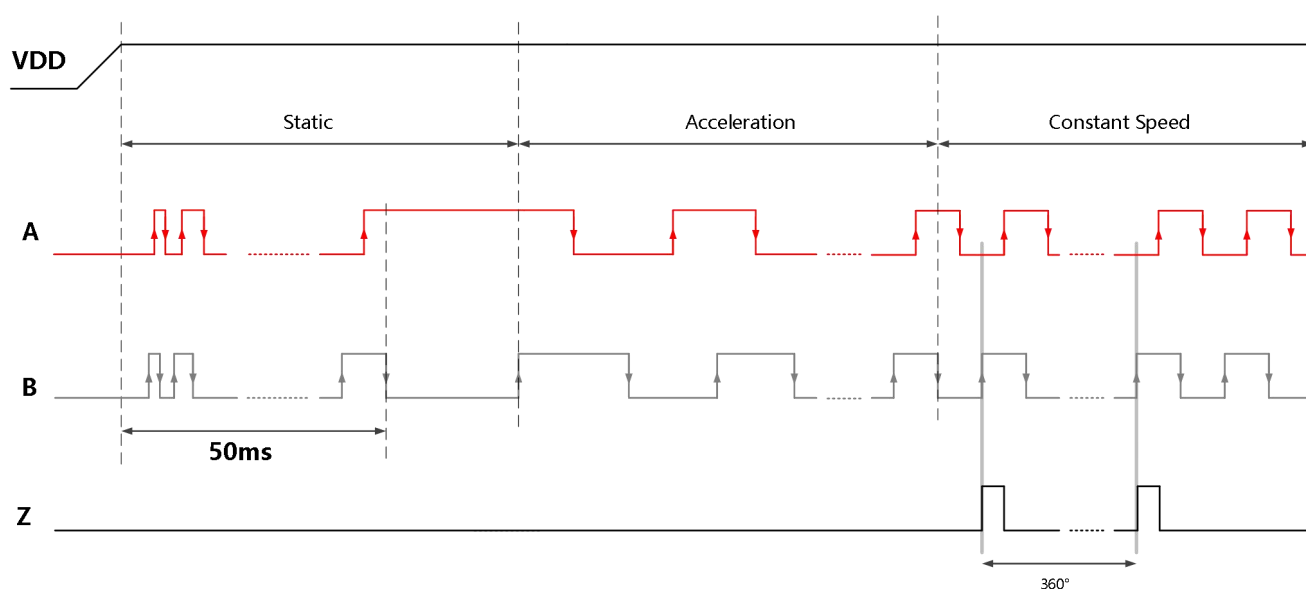 VDD
Static
Acceleration
Constant Speed
A
B
50ms
Z
360°